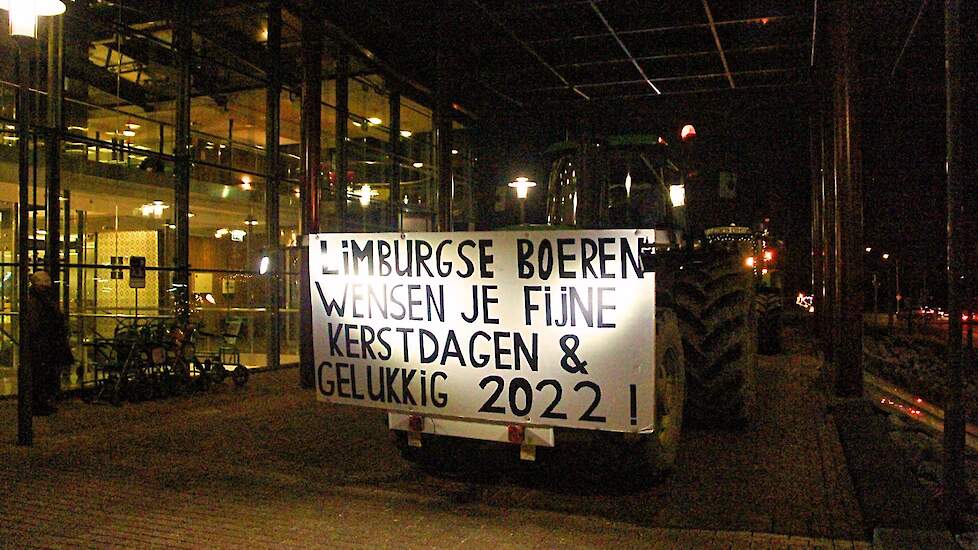 LiMBURGSE BOEREN
WENSEN JE FIJNE
KERSTDAGEN &
GELUKKIG 2022 !